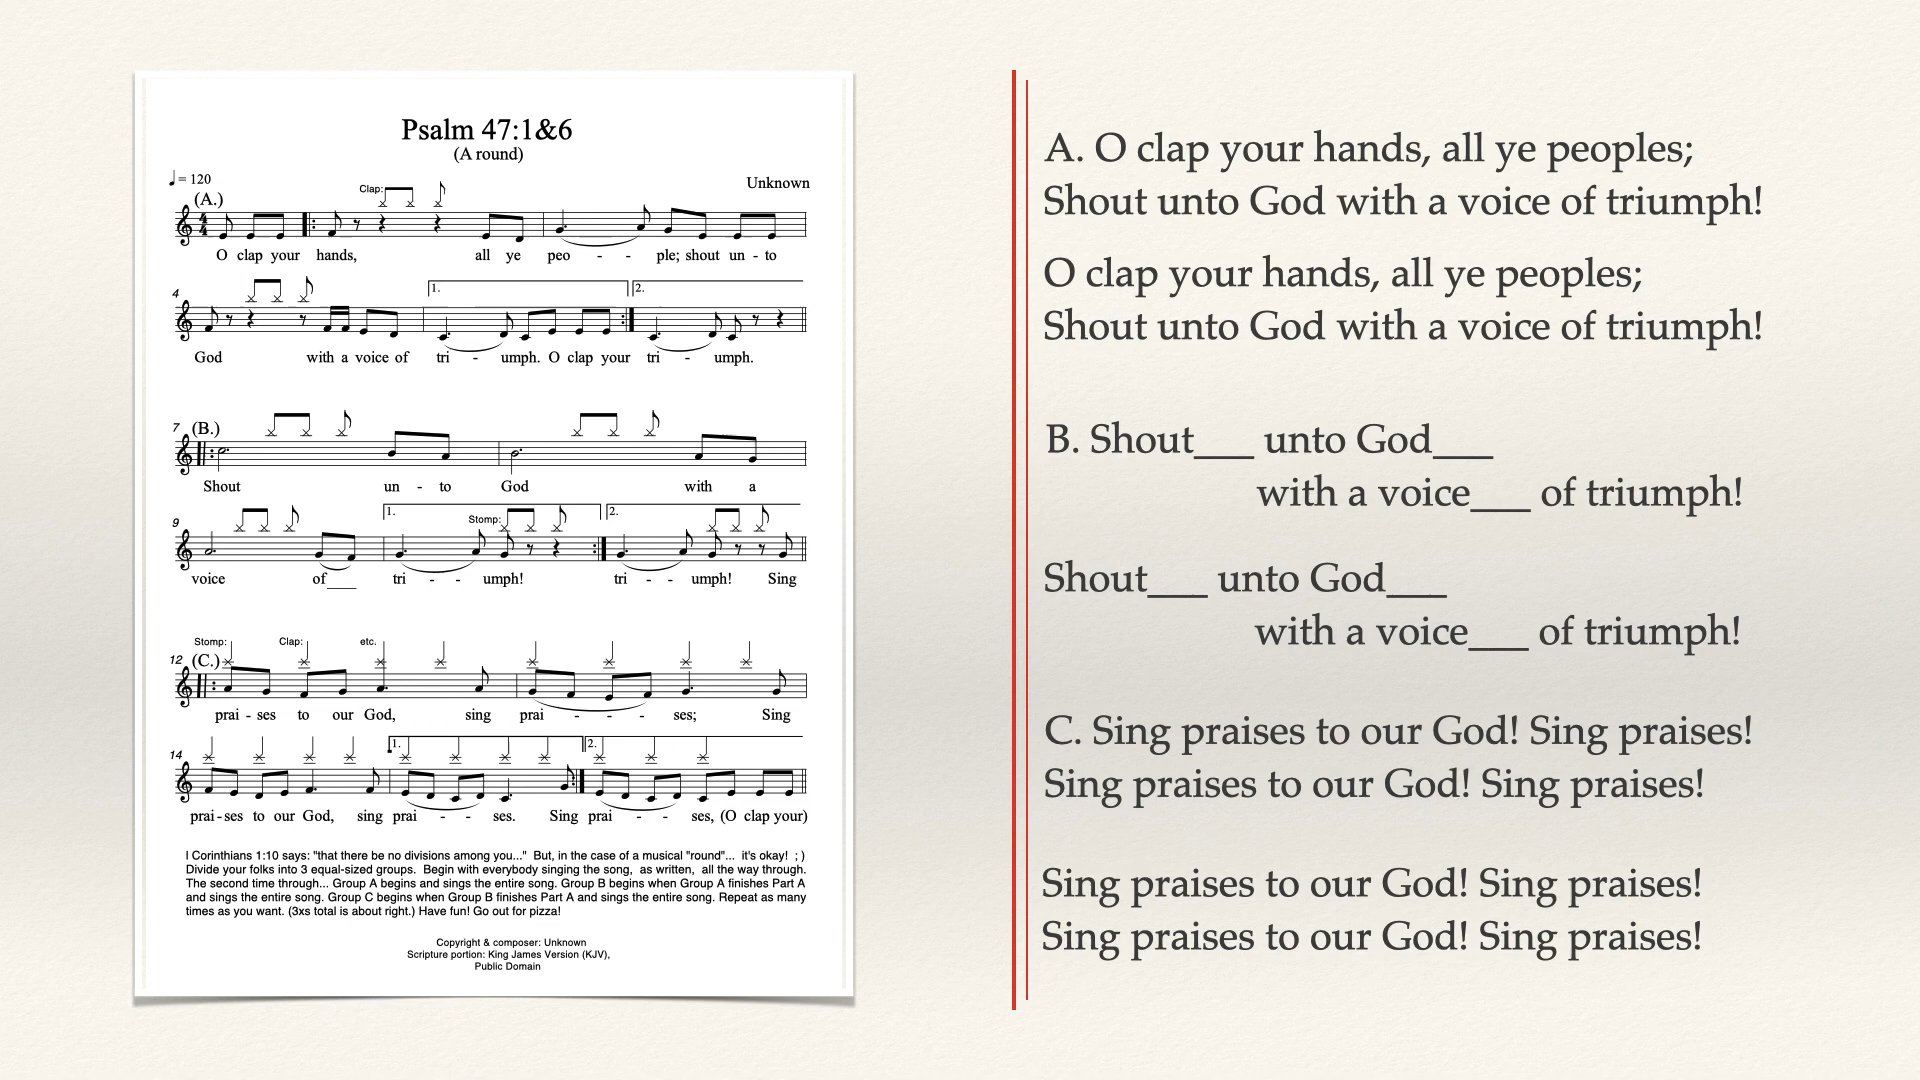 Psalm 47:1&6
(A round)
♩ = 120
Unknown
(A.)
Clap:
4
4
O clap your hands, all ye peo - - ple; shout un - to
4
1.
2.
God with a voice of tri - umph. O clap your tri - umph.
7
(B.)
Shout un - to God with a
9
1.
Stomp:
2.
voice of____ tri - - umph! tri - - umph! Sing
Stomp:
Clap:
etc.
12
(C.)
prai - ses to our God, sing prai - - - ses; Sing
14
1.
2.
prai - ses to our God, sing prai - - ses. Sing prai - - ses, (O clap your)
I Corinthians 1:10 says: "that there be no divisions among you..." But, in the case of a musical "round"... it's okay! ; )
Divide your folks into 3 equal-sized groups. Begin with everybody singing the song, as written, all the way through.
The second time through... Group A begins and sings the entire song. Group B begins when Group A finishes Part A
and sings the entire song. Group C begins when Group B finishes Part A and sings the entire song. Repeat as many
times as you want. (3xs total is about right.) Have fun! Go out for pizza!
Copyright & composer: Unknown
Scripture portion: King James Version (KJV),
Public Domain
A. O clap your hands, all ye peoples;
Shout unto God with a voice of triumph!
O clap your hands, all ye peoples;
Shout unto God with a voice of triumph!
B. Shout___ unto God___
with a voice___ of triumph!
Shout___ unto God___
with a voice___ of triumph!
C. Sing praises to our God! Sing praises!
Sing praises to our God! Sing praises!
Sing praises to our God! Sing praises!
Sing praises to our God! Sing praises!